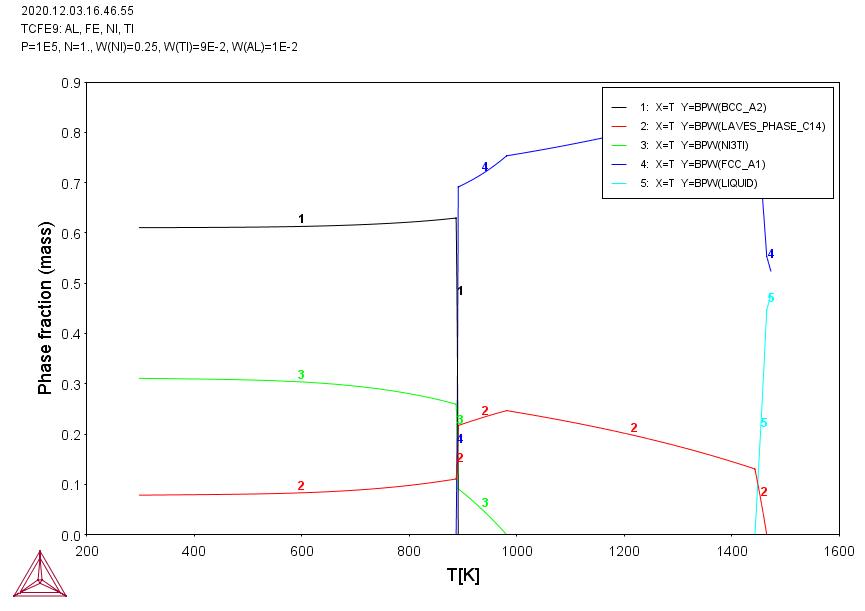 2020.12.03.16.46.55
TCFE9: AL, FE, NI, TI
P=1E5, N=1., W(NI)=0.25, W(TI)=9E-2, W(AL)=1E-2
0.9
0.8
0.7
0.6
0.5
0.4
0.3
0.2
0.1
0.0
Phase fraction (mass)
1: X=T Y=BPW(BCC_A2)
2: X=T Y=BPW(LAVES_PHASE_C14)
3: X=T Y=BPW(NI3TI)
4: X=T Y=BPW(FCC_A1)
5: X=T Y=BPW(LIQUID)
4
1
4
1
5
3
2
3
5
2
4
2
2
2
3
200 400 600 800 1000 1200 1400 1600
T[K]